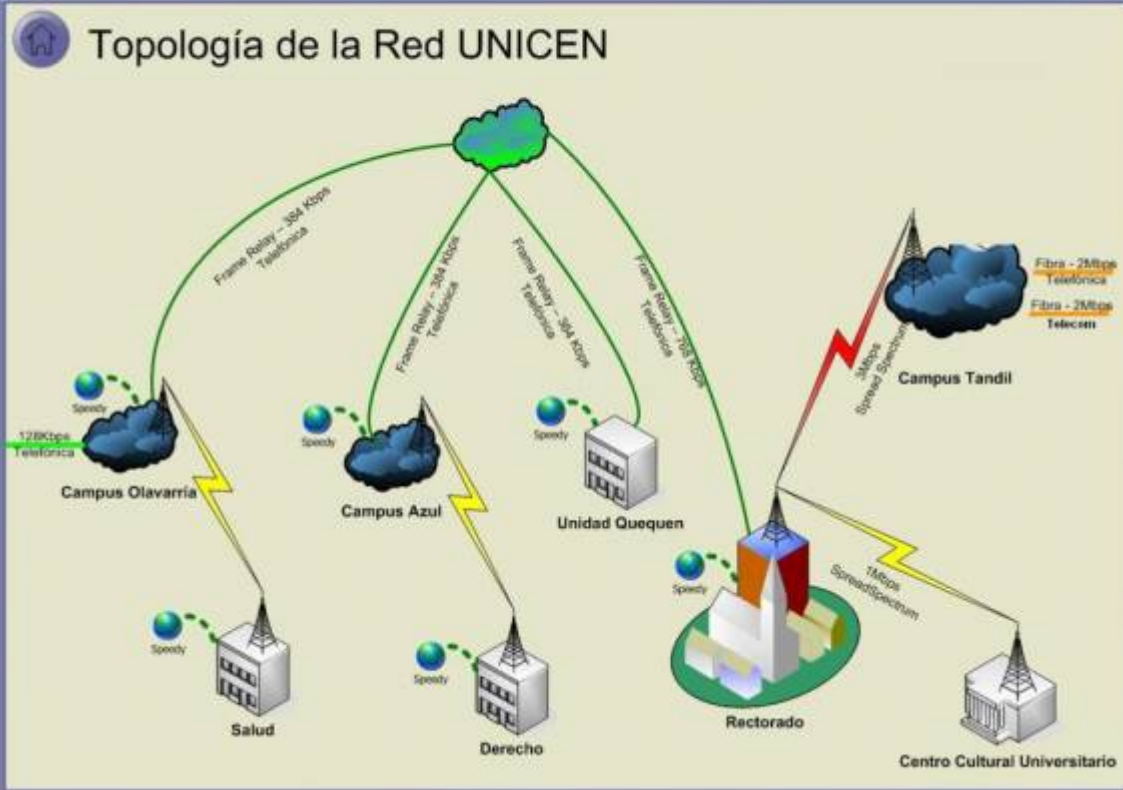 Topología de la Red UNICEN
Frame Relay – 384 Kbps
Telefónica
Frame Relay – 384 Kbps
Telefónica
Frame Relay – 384 Kbps
Telefónica
Frame Relay – 768 Kbps
Telefónica
Fibra - 2Mbps
Telefónica
Fibra - 2Mbps
Telecom
3Mbps
Spread Spectrum
Campus Tandil
Speedy
128Kbps
Telefónica
Campus Olavarría
Speedy
Campus Azul
Speedy
Unidad Quequen
Speedy
1Mbps
SpreadSpectrum
Speedy
Salud
Speedy
Derecho
Rectorado
Centro Cultural Universitario